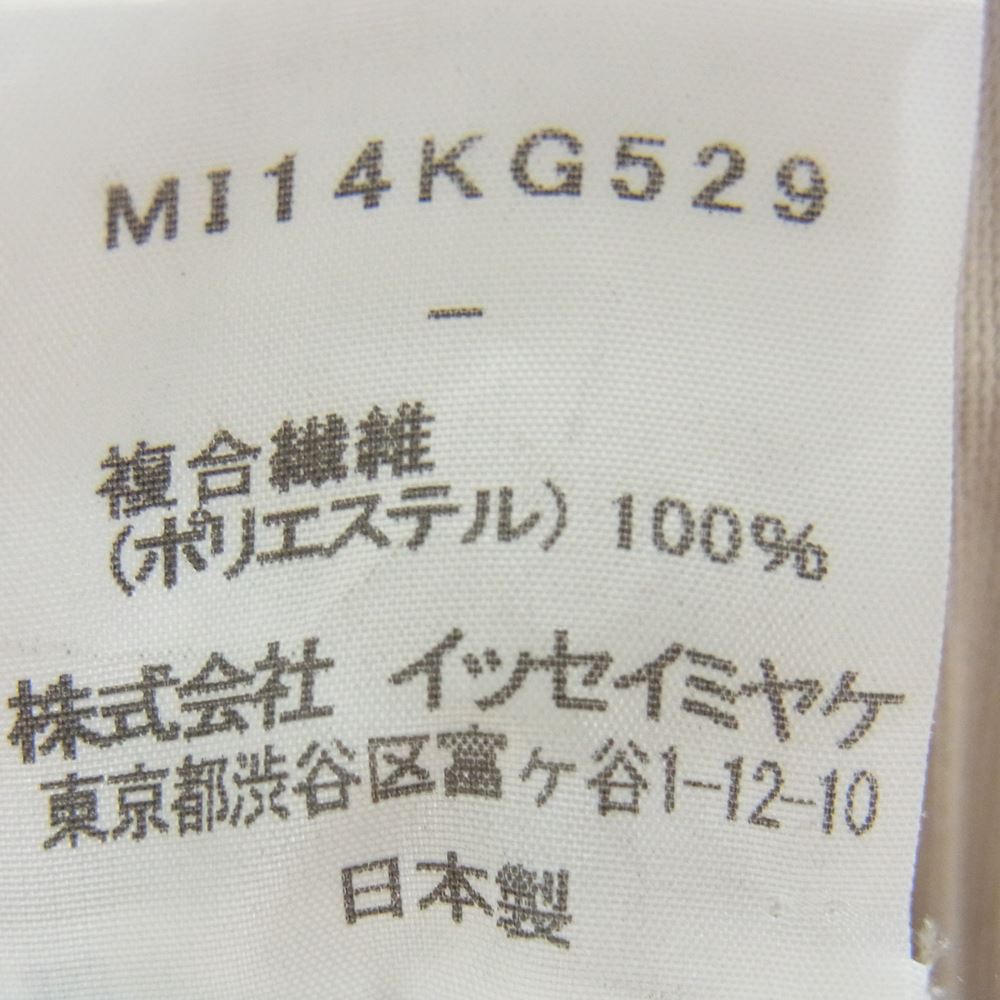 MI14KG529
－
複合繊維
(ポリエステル) 100%
株式会社 イッセイミヤケ
東京都渋谷区富ヶ谷1-12-10
日本製